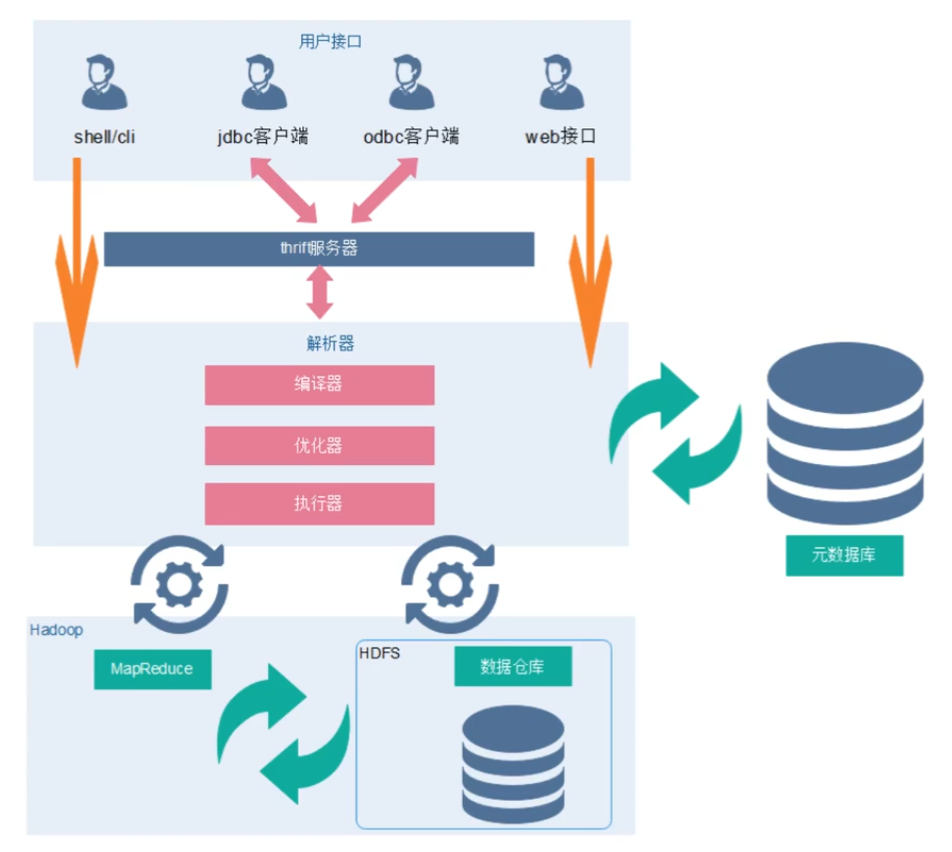 用户接口
shell/cli
jdbc客户端
odbc客户端
web接口
thrift服务器
解析器
编译器
优化器
执行器
元数据库
Hadoop
MapReduce
HDFS
数据仓库